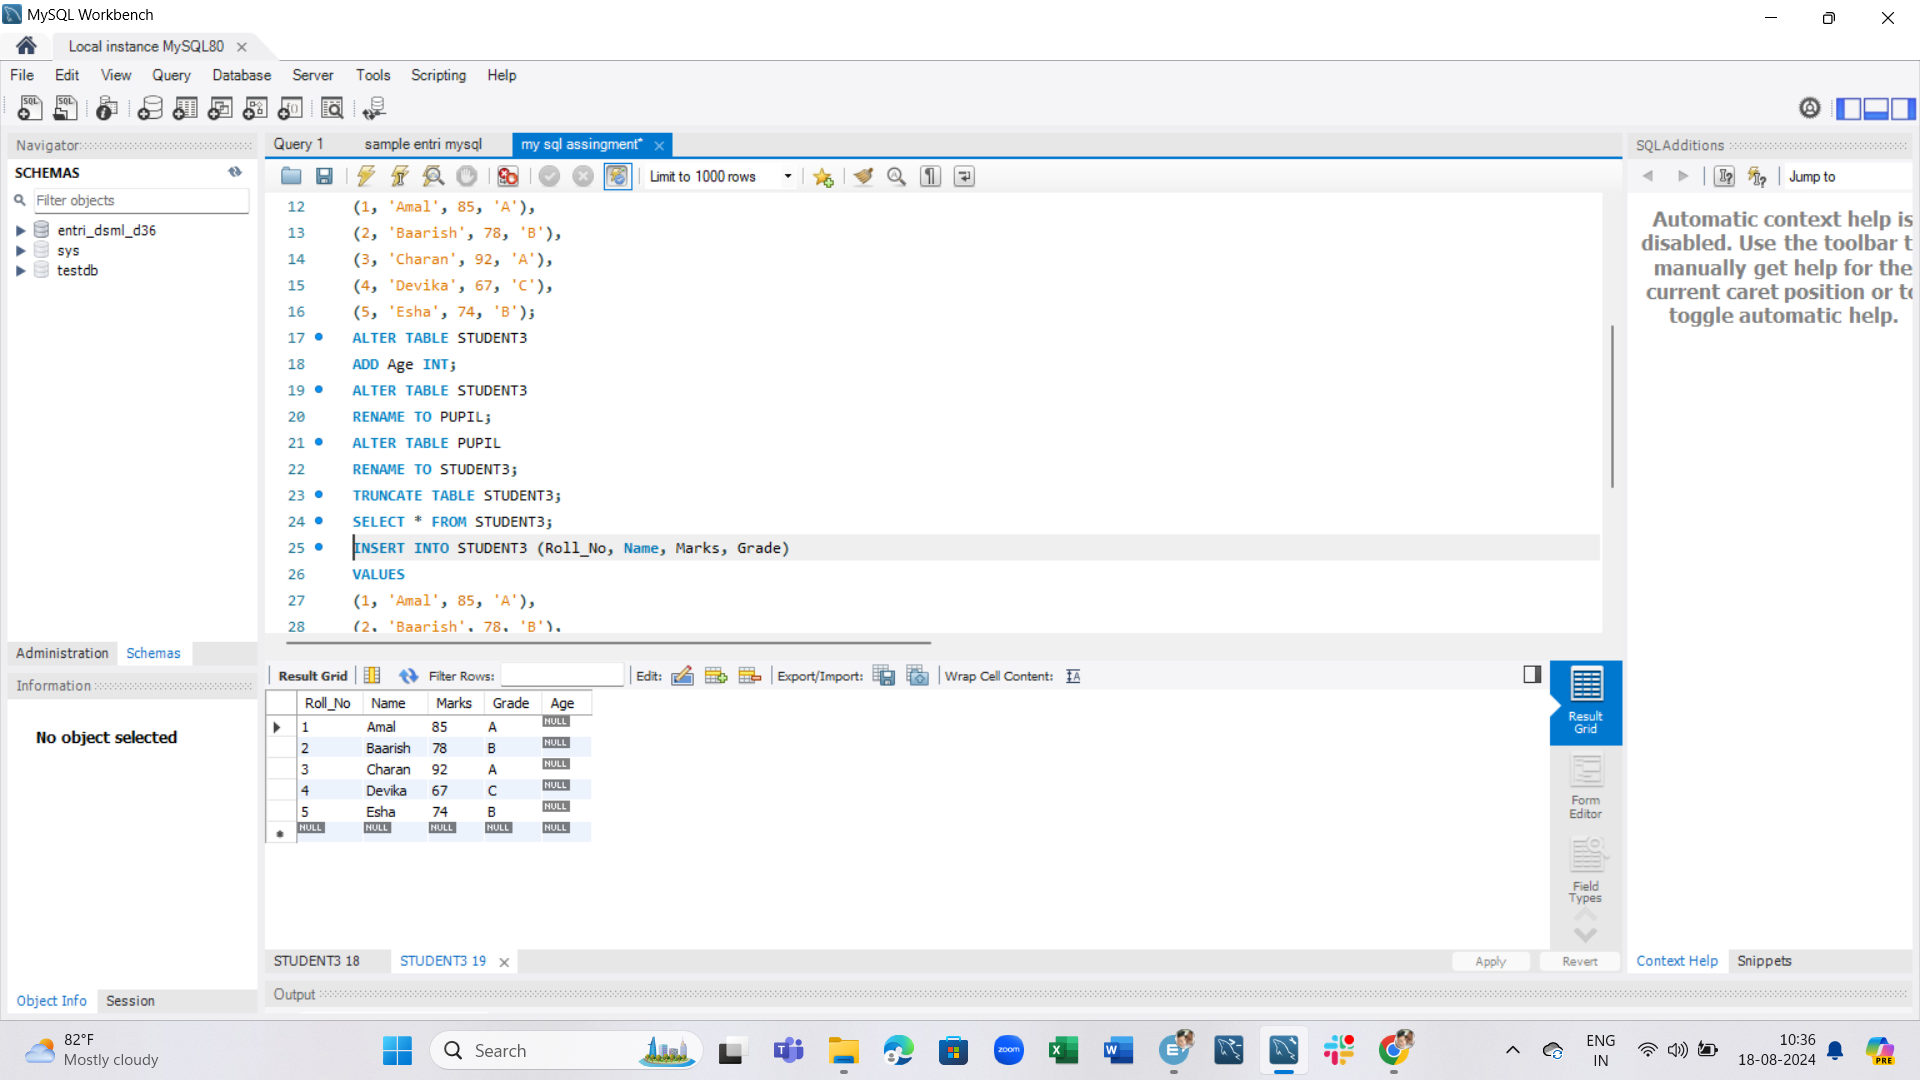 MySQL Workbench
Local instance MySQL80
File Edit View Query Database Server Tools Scripting Help
Navigator
SCHEMAS
Filter objects
entri_dsml_d36
sys
testdb
Administration Schemas
Information
No object selected
Object Info Session
Query 1 sample entri mysql my sql assingment*
Limit to 1000 rows
12 (1, 'Amal', 85, 'A'),
13 (2, 'Baarish', 78, 'B'),
14 (3, 'Charan', 92, 'A'),
15 (4, 'Devika', 67, 'C'),
16 (5, 'Esha', 74, 'B');
17 ALTER TABLE STUDENT3
18 ADD Age INT;
19 ALTER TABLE STUDENT3
20 RENAME TO PUPIL;
21 ALTER TABLE PUPIL
22 RENAME TO STUDENT3;
23 TRUNCATE TABLE STUDENT3;
24 SELECT * FROM STUDENT3;
25 INSERT INTO STUDENT3 (Roll_No, Name, Marks, Grade)
26 VALUES
27 (1, 'Amal', 85, 'A'),
28 (2, 'Baarish', 78, 'B'),
Result Grid Filter Rows: Edit: Export/Import: Wrap Cell Content:
Roll_No Name Marks Grade Age
1 Amal 85 A NULL
2 Baarish 78 B NULL
3 Charan 92 A NULL
4 Devika 67 C NULL
5 Esha 74 B NULL
NULL NULL NULL NULL NULL
Result
Grid
Form
Editor
Field
Types
STUDENT3 18 STUDENT3 19
Apply Revert
Output
SQLAdditions
Jump to
Automatic context help is
disabled. Use the toolbar t
manually get help for the
current caret position or to
toggle automatic help.
Context Help Snippets
82°F
Mostly cloudy
Search
zoom
ENG
IN
10:36
18-08-2024
PRE